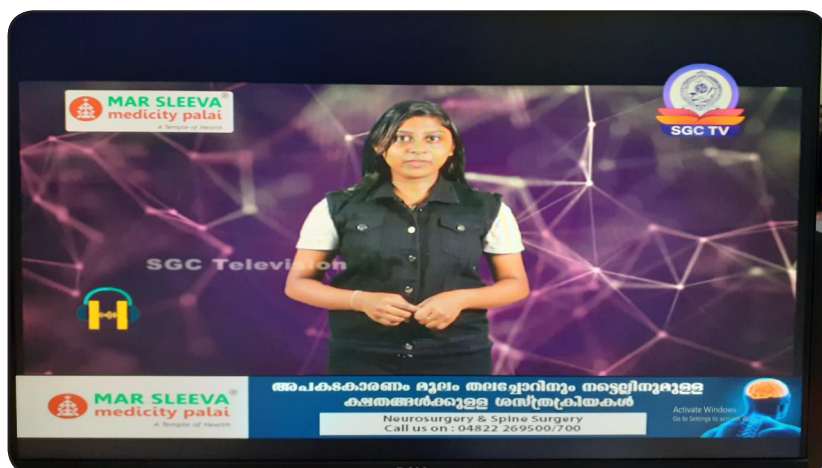 MAR SLEEVA®
medicity palai
A Temple of Health
SGC TV
SGC Television
H
MAR SLEEVA®
medicity palai
A Temple of Health
അപകടകാരണം മൂലം തലച്ചോറിനും നട്ടെല്ലിനുമുളള
ക്ഷതങ്ങൾക്കുളള ശസ്ത്രക്രിയകൾ
Neurosurgery & Spine Surgery
Call us on : 04822 269500/700
Activate Windows
Go to Settings to activate